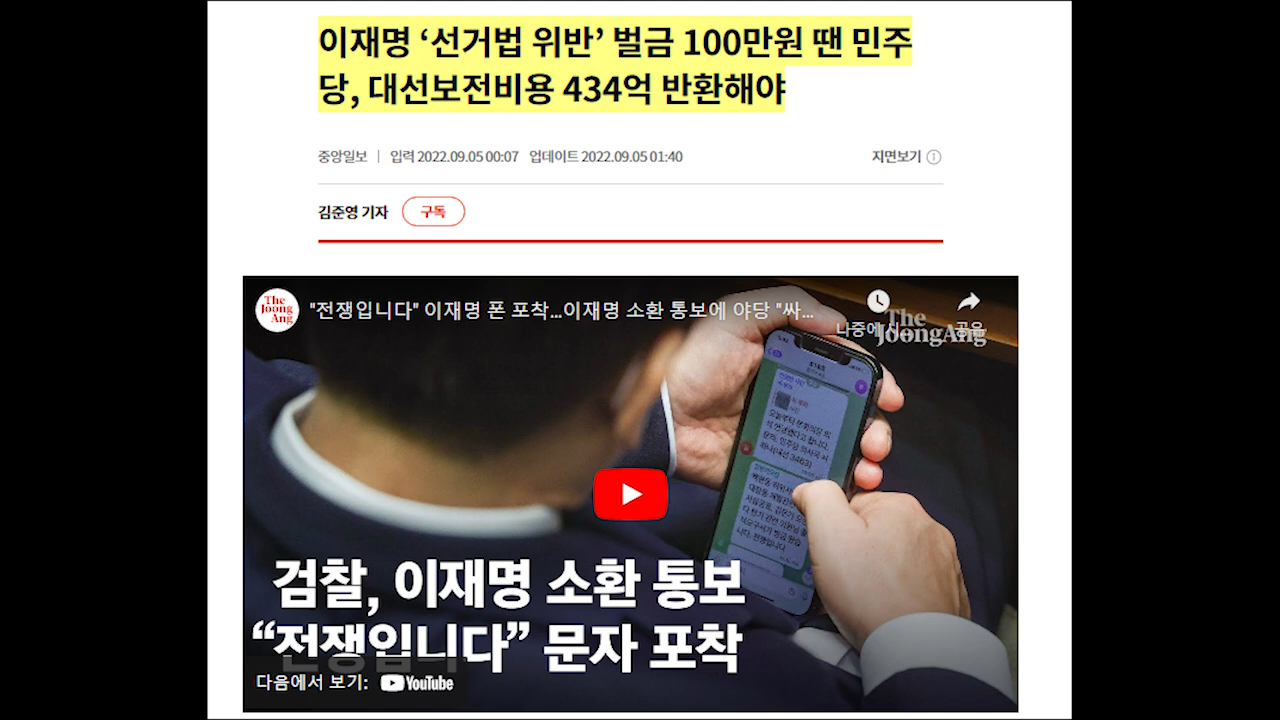 이재명 ‘선거법 위반’ 벌금 100만원 땐 민주
당, 대선보전비용 434억 반환해야
중앙일보 | 입력 2022.09.05 00:07 업데이트 2022.09.05 01:40
지면보기
김준영 기자 구독
The
Joong
Ang
"전쟁입니다" 이재명 폰 포착...이재명 소환 통보에 야당 "싸...
나중에 시... 공유
The
JoongAng
검찰, 이재명 소환 통보
“전쟁입니다” 문자 포착
다음에서 보기: YouTube